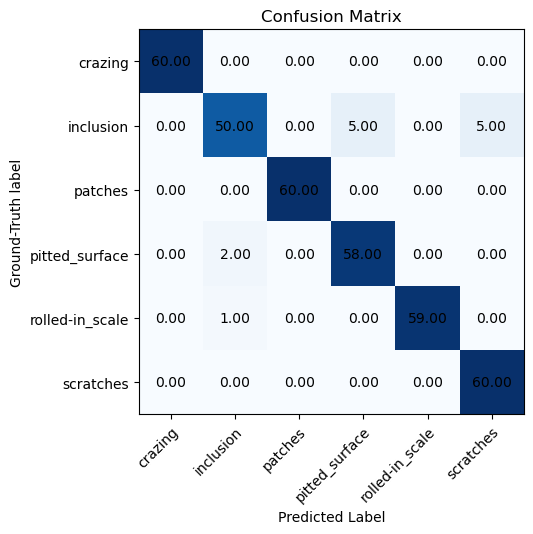 Confusion Matrix
Ground-Truth label
crazing 60.00 0.00 0.00 0.00 0.00 0.00
inclusion 0.00 50.00 0.00 5.00 0.00 5.00
patches 0.00 0.00 60.00 0.00 0.00 0.00
pitted_surface 0.00 2.00 0.00 58.00 0.00 0.00
rolled-in_scale 0.00 1.00 0.00 0.00 59.00 0.00
scratches 0.00 0.00 0.00 0.00 0.00 60.00
crazing inclusion patches pitted_surface rolled-in_scale scratches
Predicted Label